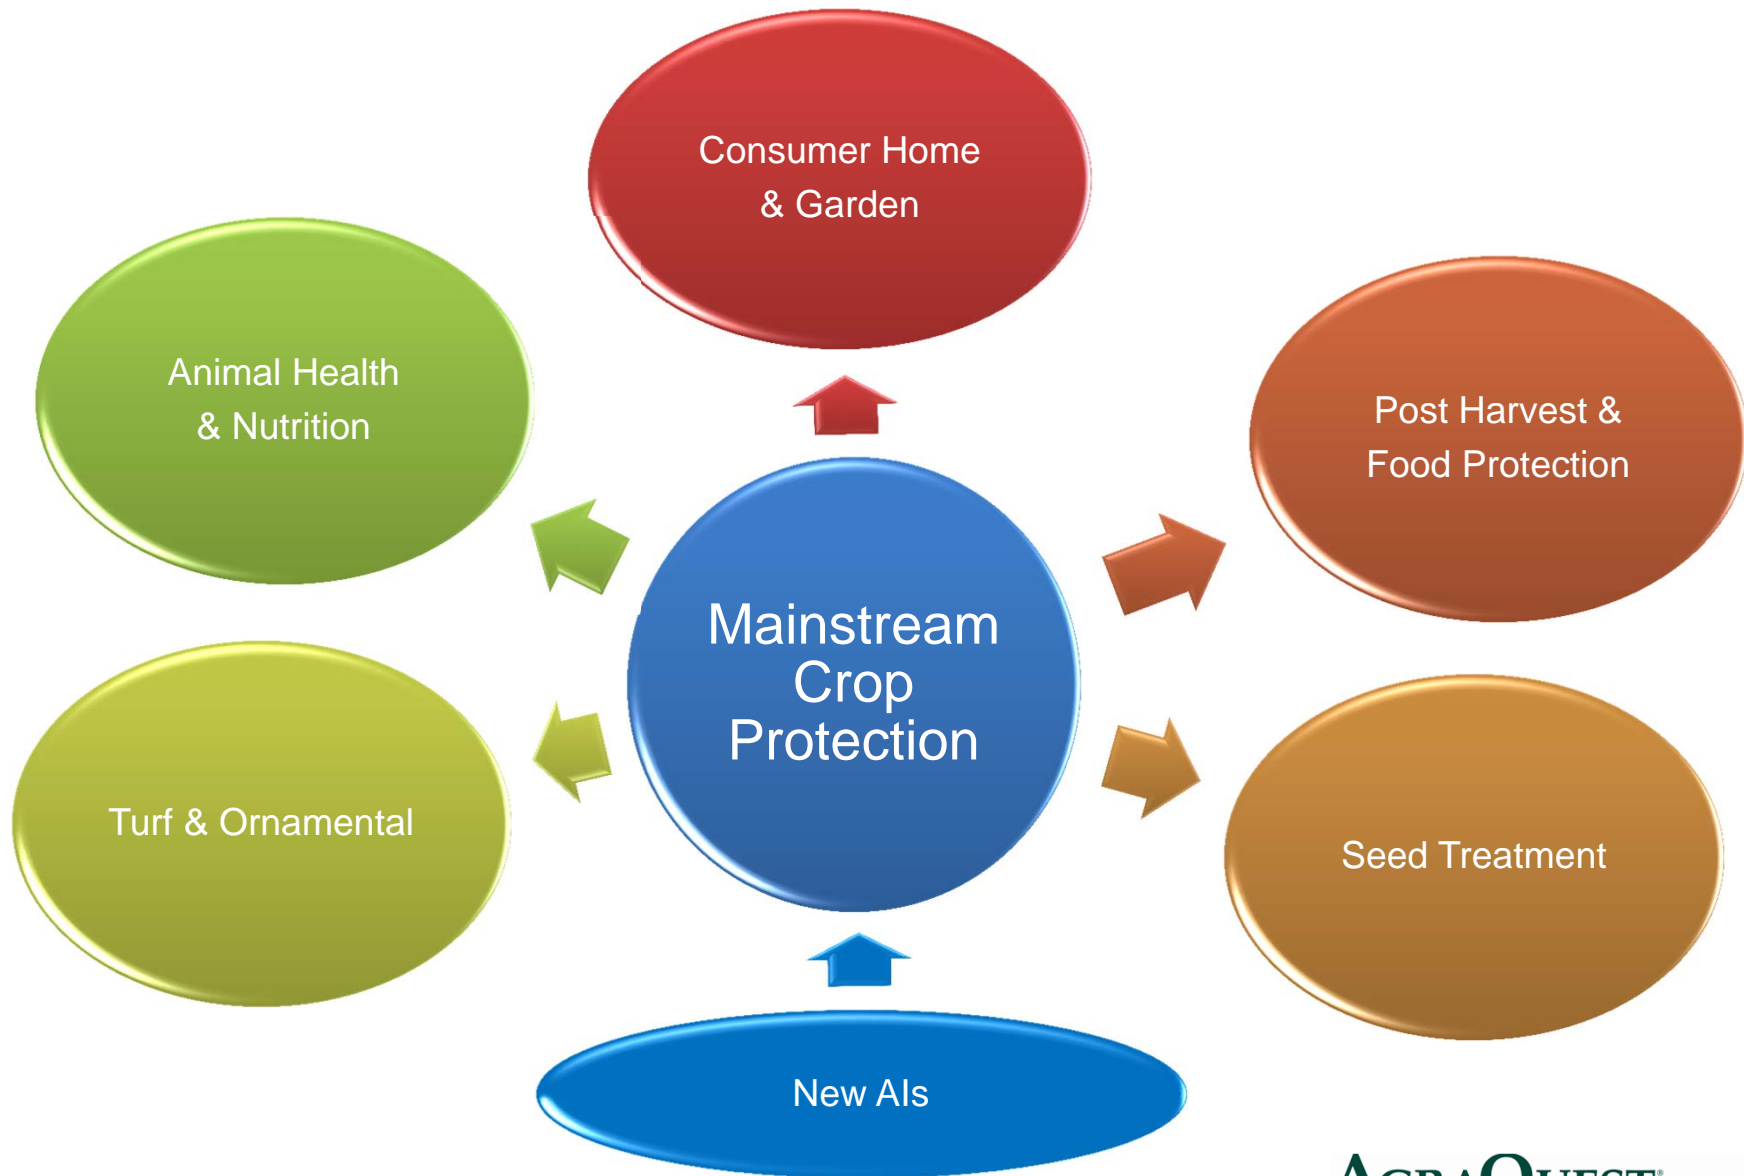 Consumer Home
& Garden
Animal Health
& Nutrition
Post Harvest &
Food Protection
Mainstream
Crop
Protection
Turf & Ornamental
Seed Treatment
New AIs
AGRAQUEST®